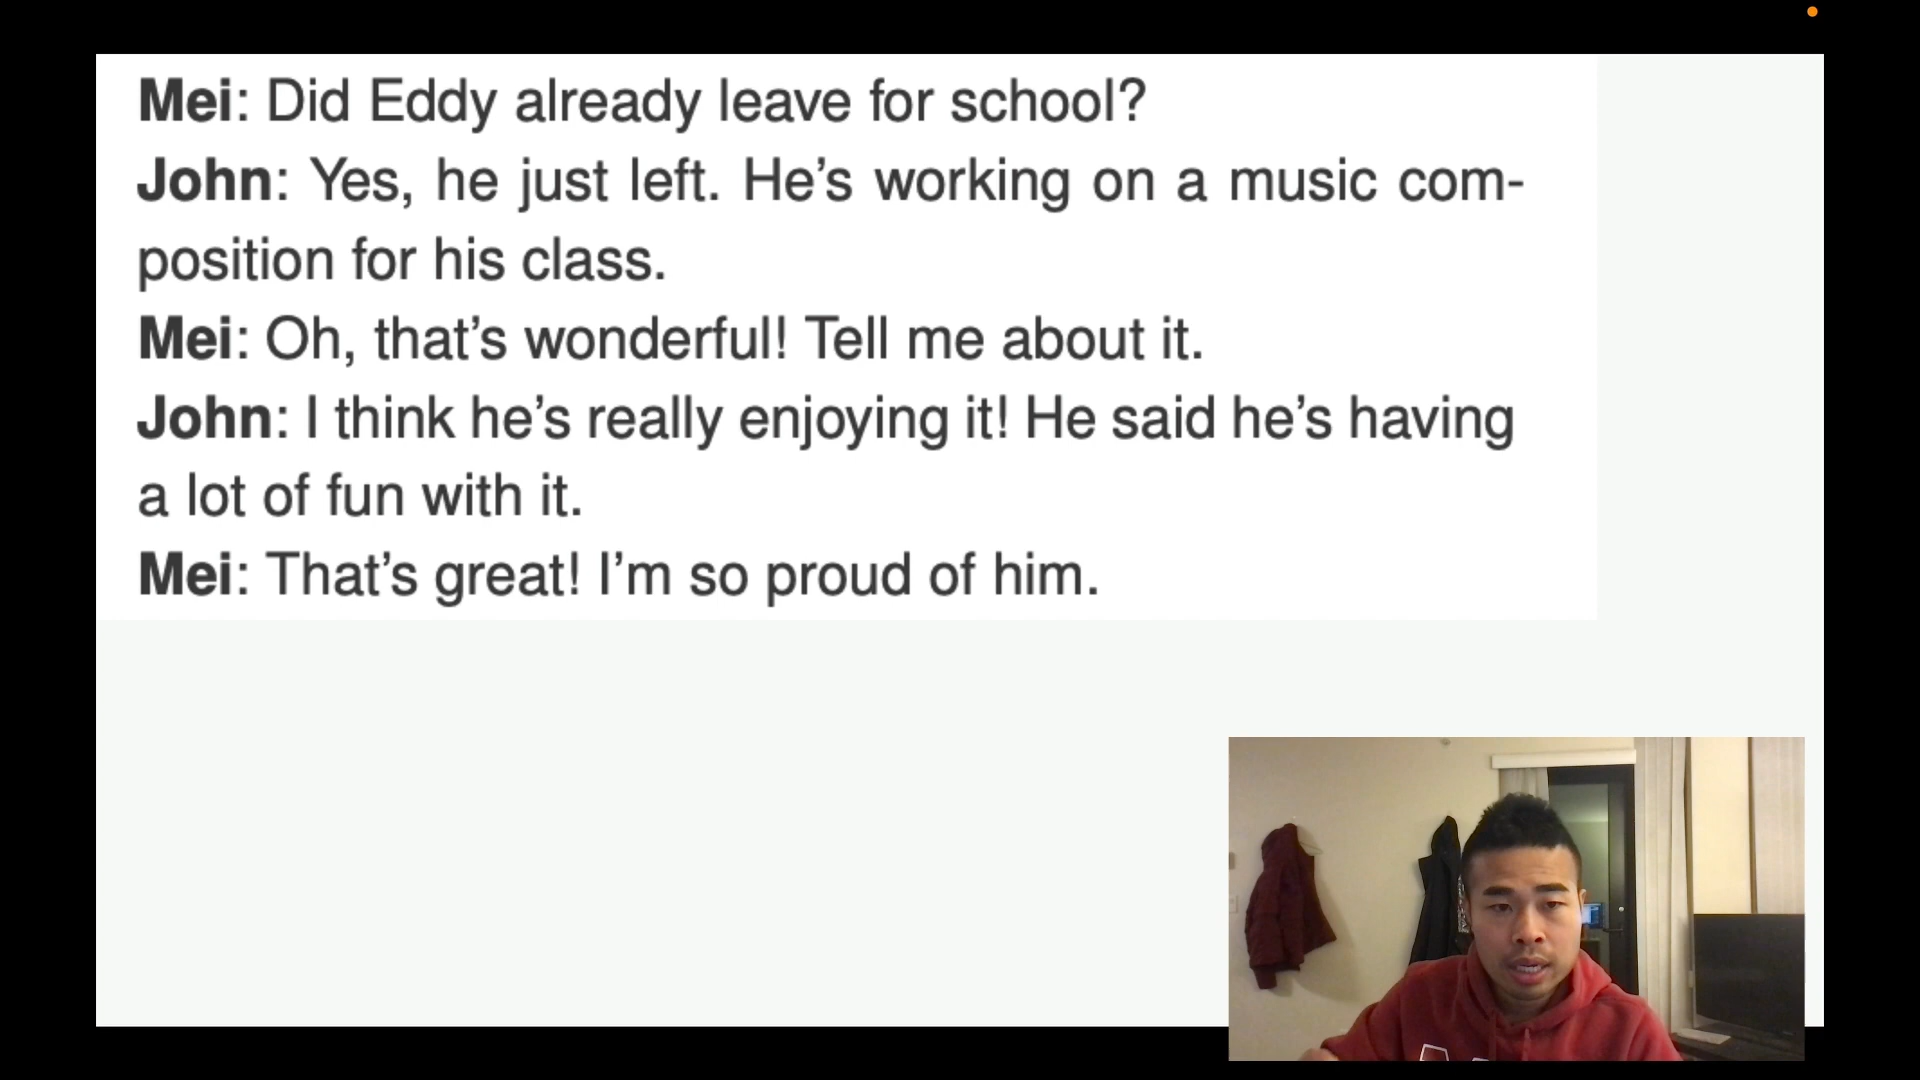 Mei: Did Eddy already leave for school?
John: Yes, he just left. He’s working on a music com-
position for his class.
Mei: Oh, that’s wonderful! Tell me about it.
John: I think he’s really enjoying it! He said he’s having
a lot of fun with it.
Mei: That’s great! I’m so proud of him.